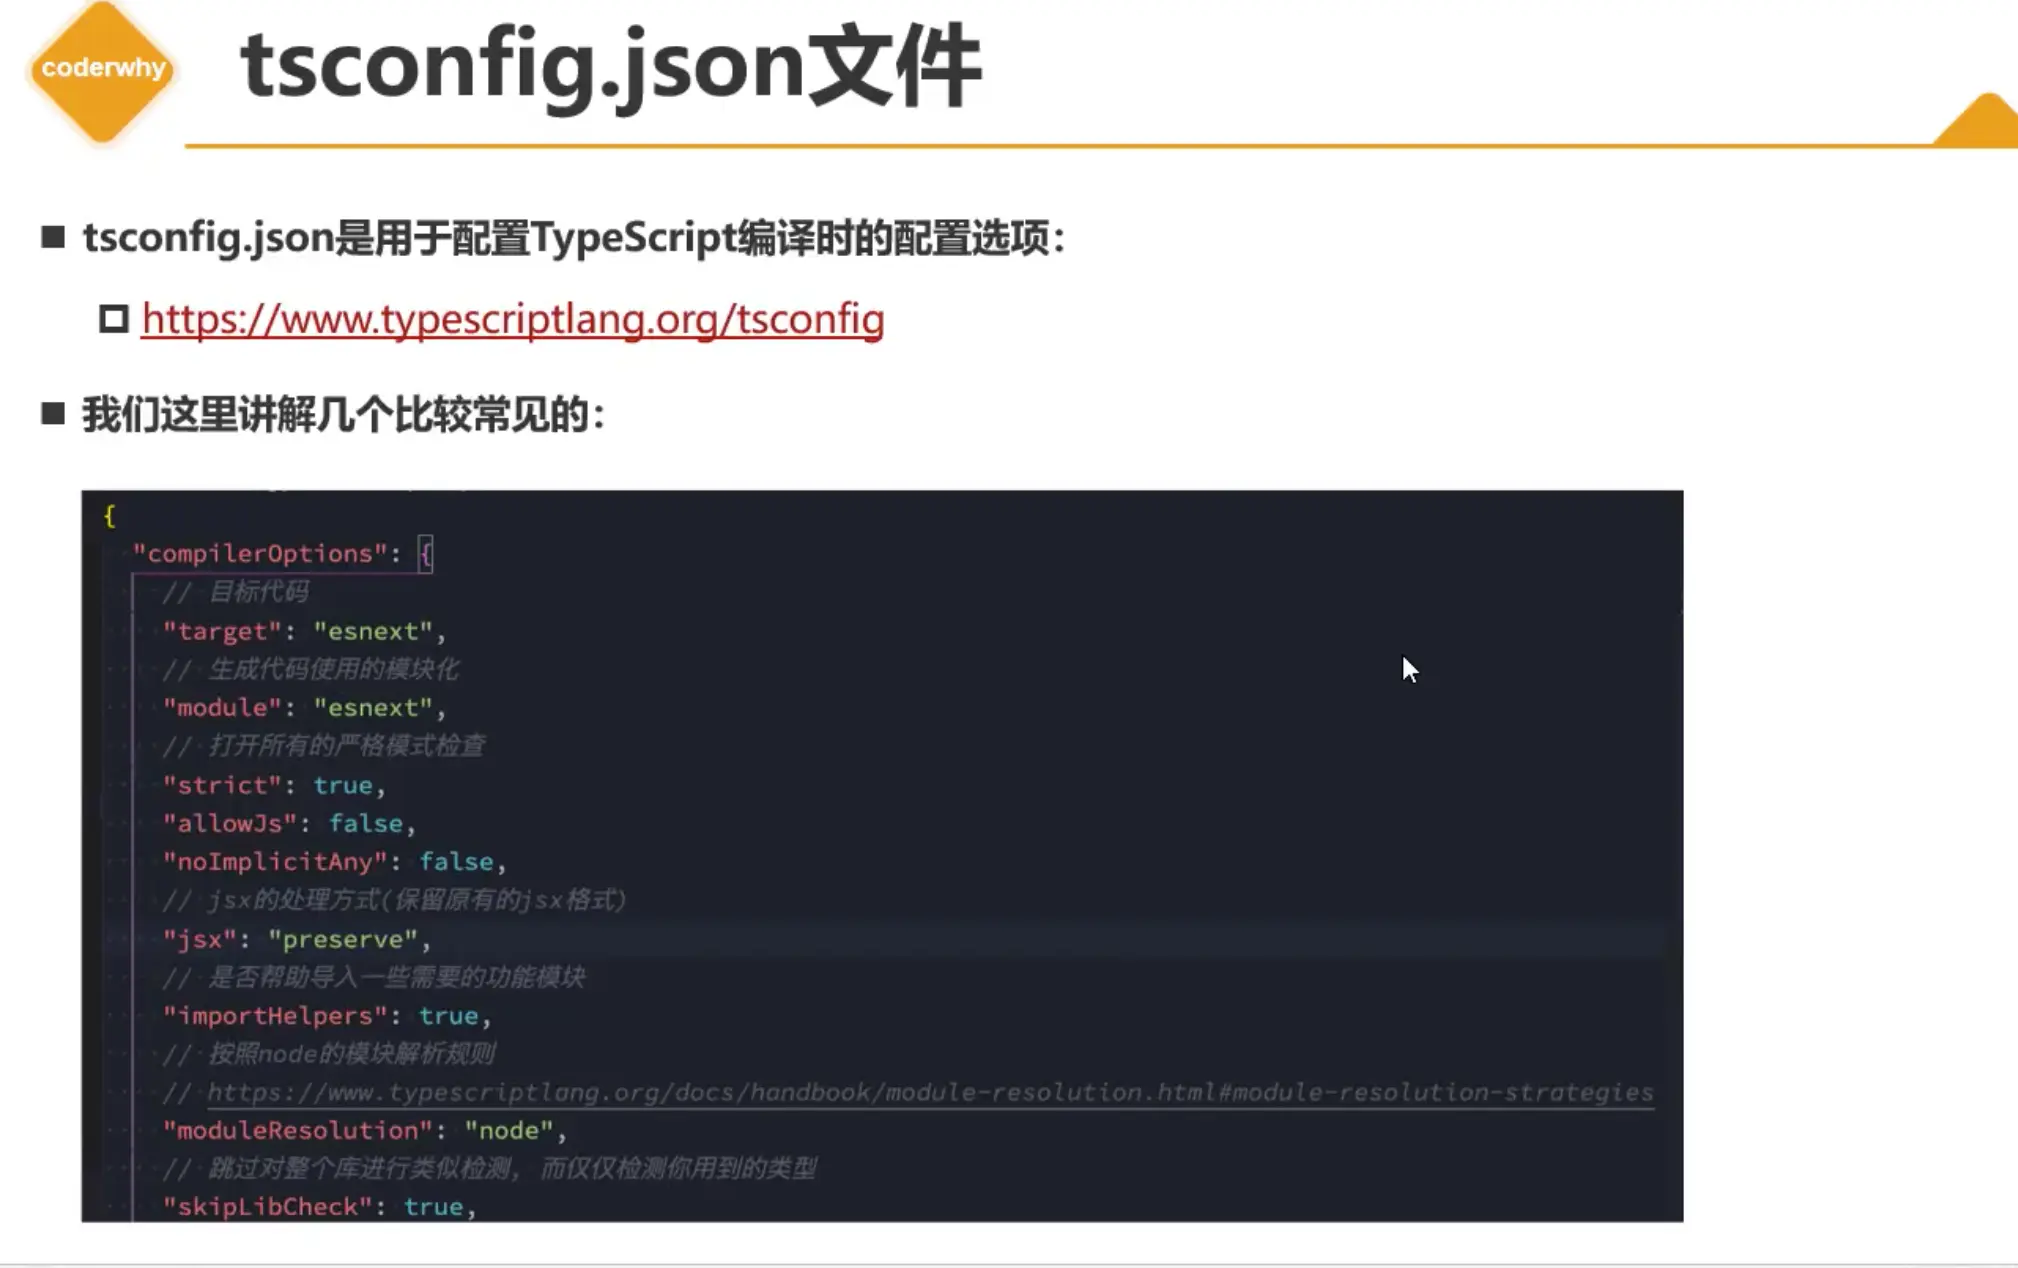 coderwhy
tsconfig.json文件
tsconfig.json是用于配置TypeScript编译时的配置选项：
https://www.typescriptlang.org/tsconfig
我们这里讲解几个比较常见的：
{
"compilerOptions": {
// 目标代码
"target": "esnext",
// 生成代码使用的模块化
"module": "esnext",
// 打开所有的严格模式检查
"strict": true,
"allowJs": false,
"noImplicitAny": false,
// jsx的处理方式(保留原有的jsx格式)
"jsx": "preserve",
// 是否帮助导入一些需要的功能模块
"importHelpers": true,
// 按照node的模块解析规则
// https://www.typescriptlang.org/docs/handbook/module-resolution.html#module-resolution-strategies
"moduleResolution": "node",
// 跳过对整个库进行类似检测，而仅仅检测你用到的类型
"skipLibCheck": true,